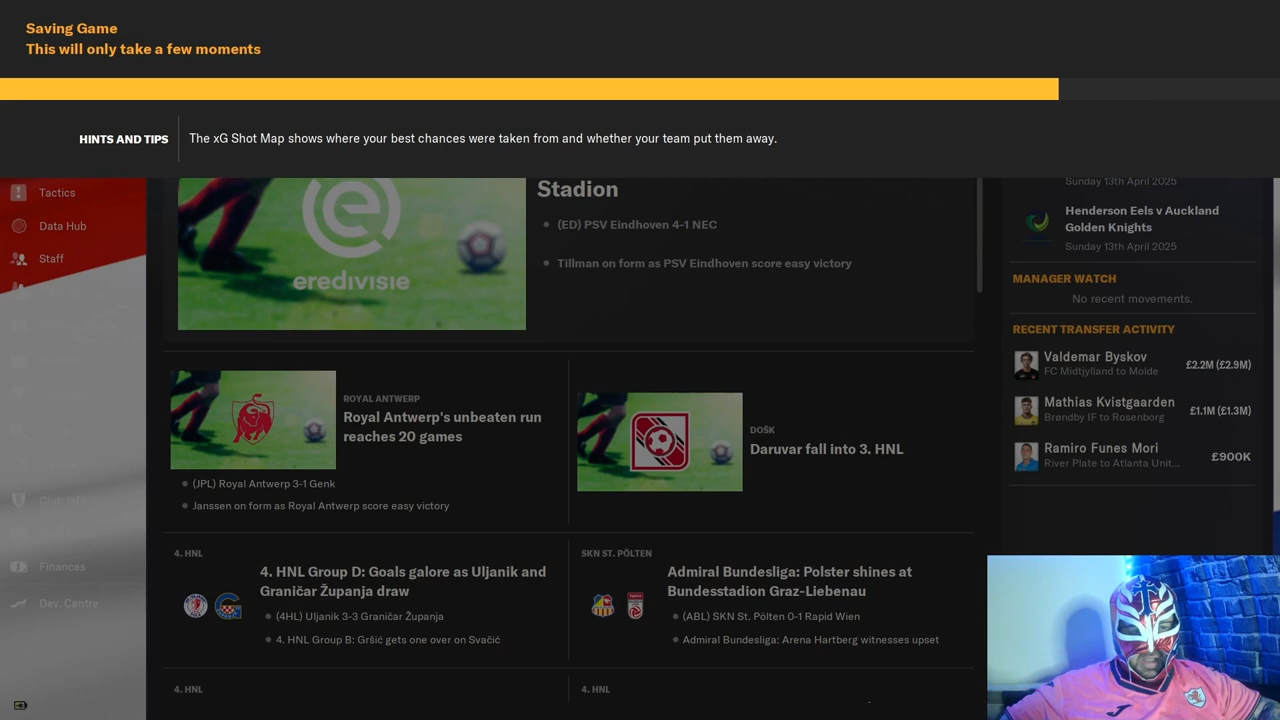 Saving Game
This will only take a few moments
HINTS AND TIPS
The xG Shot Map shows where your best chances were taken from and whether your team put them away.
Tactics
Data Hub
Staff
Finances
Dev. Centre
eredivisie
Stadion
(ED) PSV Eindhoven 4-1 NEC
Tillman on form as PSV Eindhoven score easy victory
ROYAL ANTWERP
Royal Antwerp's unbeaten run
reaches 20 games
(JPL) Royal Antwerp 3-1 Genk
Janssen on form as Royal Antwerp score easy victory
DOŠK
Daruvar fall into 3. HNL
4. HNL
4. HNL Group D: Goals galore as Uljanik and
Graničar Županja draw
(4HL) Uljanik 3-3 Graničar Županja
4. HNL Group B: Gršić gets one over on Svačić
SKN ST. PÖLTEN
Admiral Bundesliga: Polster shines at
Bundesstadion Graz-Liebenau
(ABL) SKN St. Pölten 0-1 Rapid Wien
Admiral Bundesliga: Arena Hartberg witnesses upset
4. HNL
4. HNL
Sunday 13th April 2025
Henderson Eels v Auckland
Golden Knights
Sunday 13th April 2025
MANAGER WATCH
No recent movements.
RECENT TRANSFER ACTIVITY
Valdemar Byskov
FC Midtjylland to Molde
£2.2M (£2.9M)
Mathias Kvistgaarden
Brøndby IF to Rosenborg
£1.1M (£1.3M)
Ramiro Funes Mori
River Plate to Atlanta Unit...
£900K